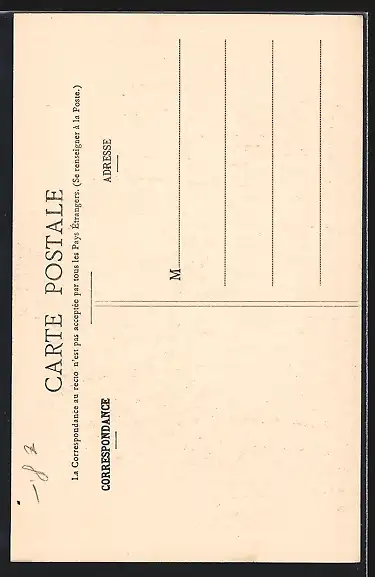 CARTE POSTALE
La Correspondance au recto n'est pas acceptée par tous les Pays Étrangers. (Se renseigner à la Poste.)
CORRESPONDANCE
ADRESSE
M